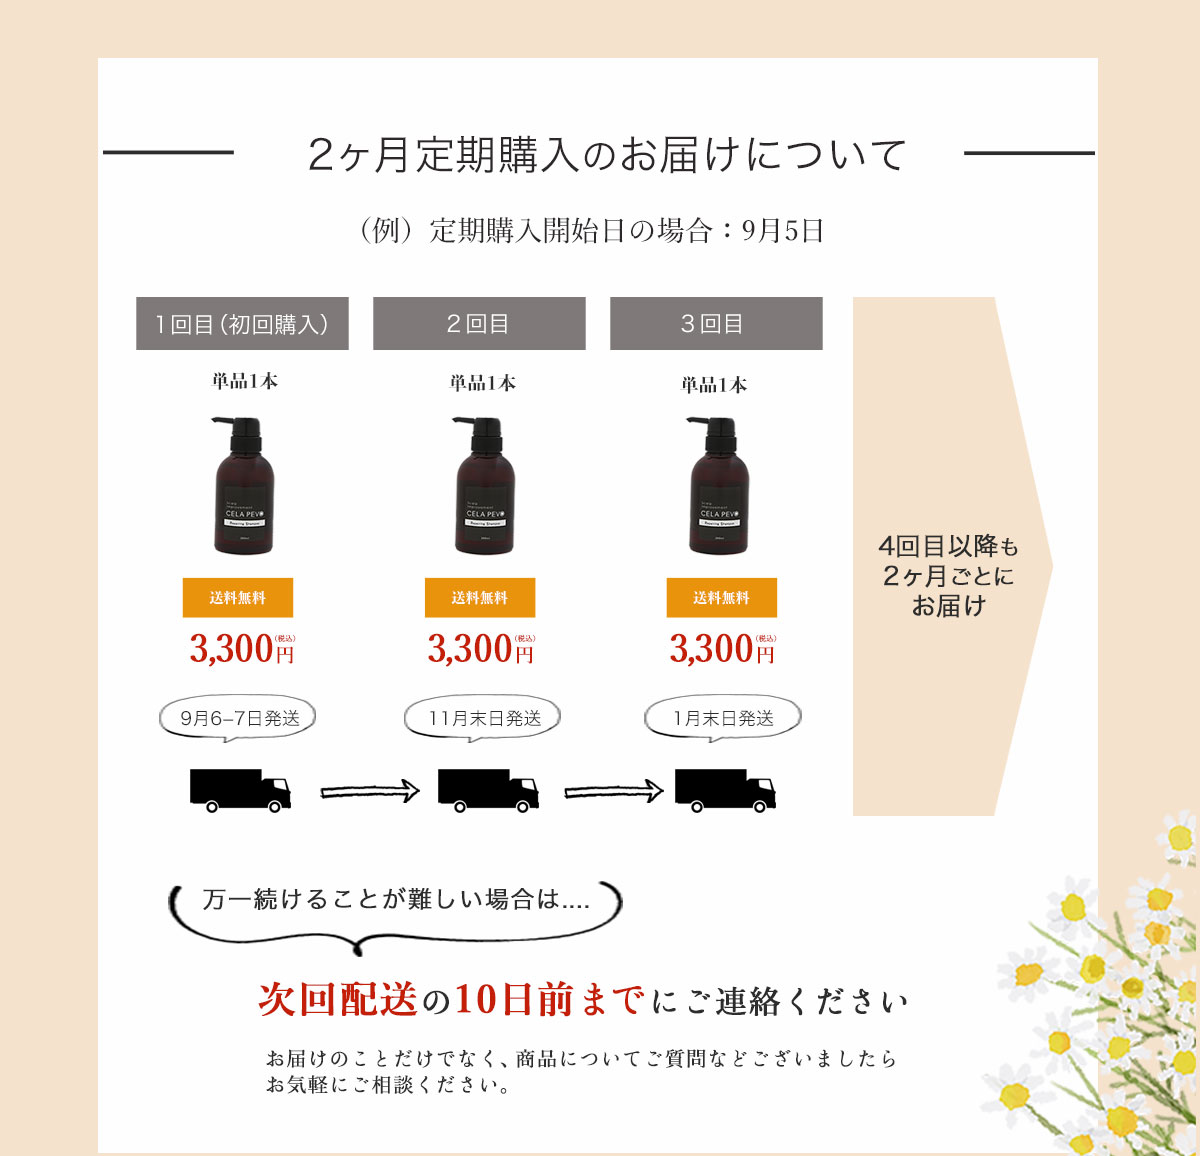 2ヶ月定期購入のお届けについて
（例）定期購入開始日の場合：9月5日
1回目（初回購入）
2回目
3回目
単品1本
単品1本
単品1本
CELA PEVO
Repairing Shampoo
CELA PEVO
Repairing Shampoo
CELA PEVO
Repairing Shampoo
送料無料
送料無料
送料無料
3,300円（税込）
3,300円（税込）
3,300円（税込）
9月6–7日発送
11月末日発送
1月末日発送
4回目以降も
2ヶ月ごとに
お届け
万一続けることが難しい場合は....
次回配送の10日前までにご連絡ください
お届けのことだけでなく、商品についてご質問などございましたら
お気軽にご相談ください。